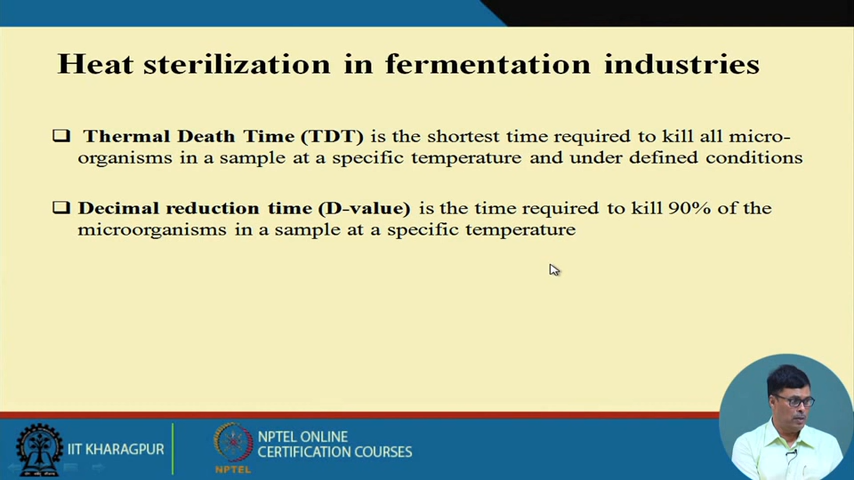 Heat sterilization in fermentation industries
❑ Thermal Death Time (TDT) is the shortest time required to kill all micro-
organisms in a sample at a specific temperature and under defined conditions
❑ Decimal reduction time (D-value) is the time required to kill 90% of the
microorganisms in a sample at a specific temperature
IIT KHARAGPUR
NPTEL
NPTEL ONLINE
CERTIFICATION COURSES